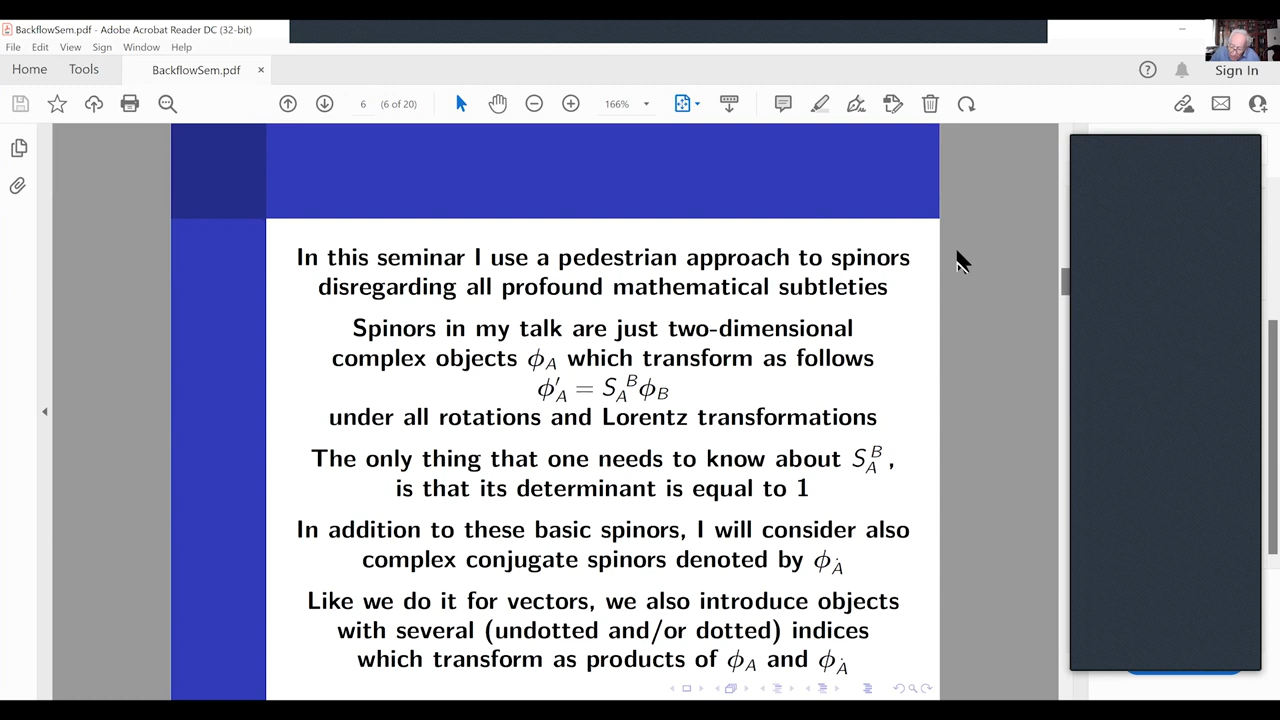 BackflowSem.pdf - Adobe Acrobat Reader DC (32-bit)
File Edit View Sign Window Help
Home Tools BackflowSem.pdf × Sign In
6 (6 of 20) 166%
In this seminar I use a pedestrian approach to spinors
disregarding all profound mathematical subtleties
Spinors in my talk are just two-dimensional
complex objects ϕ_A which transform as follows
ϕ′_A = S_A^B ϕ_B
under all rotations and Lorentz transformations
The only thing that one needs to know about S_A^B ,
is that its determinant is equal to 1
In addition to these basic spinors, I will consider also
complex conjugate spinors denoted by ϕ_Ȧ
Like we do it for vectors, we also introduce objects
with several (undotted and/or dotted) indices
which transform as products of ϕ_A and ϕ_Ȧ